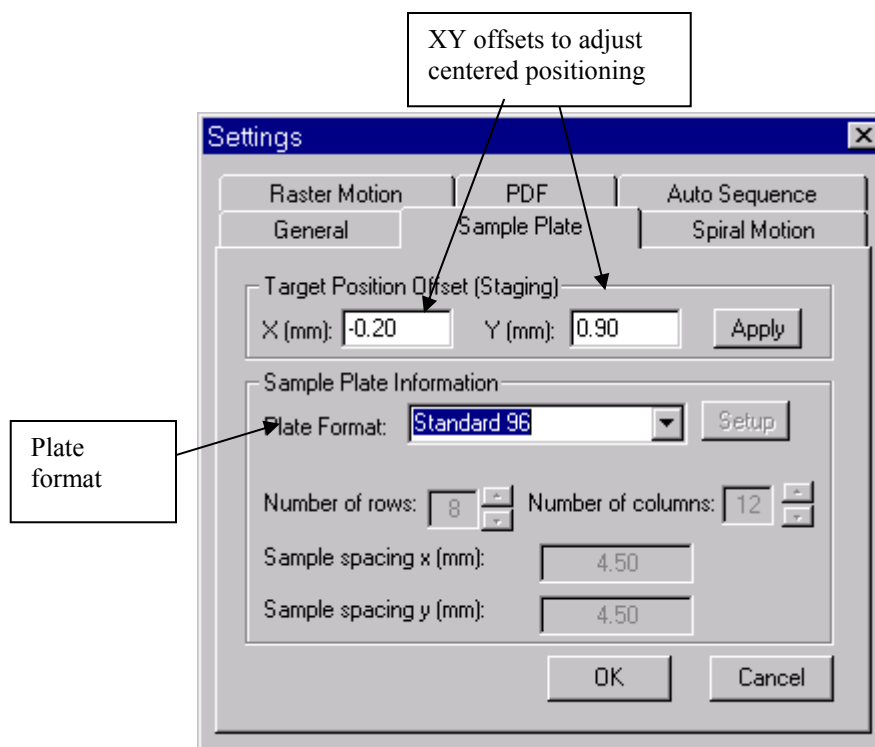 XY offsets to adjust
centered positioning
Settings
Raster Motion PDF Auto Sequence
General Sample Plate Spiral Motion
Target Position Offset (Staging)
X (mm): -0.20 Y (mm): 0.90 Apply
Sample Plate Information
Plate Format: Standard 96 Setup
Plate
format
Number of rows: 8 Number of columns: 12
Sample spacing x (mm): 4.50
Sample spacing y (mm): 4.50
OK Cancel